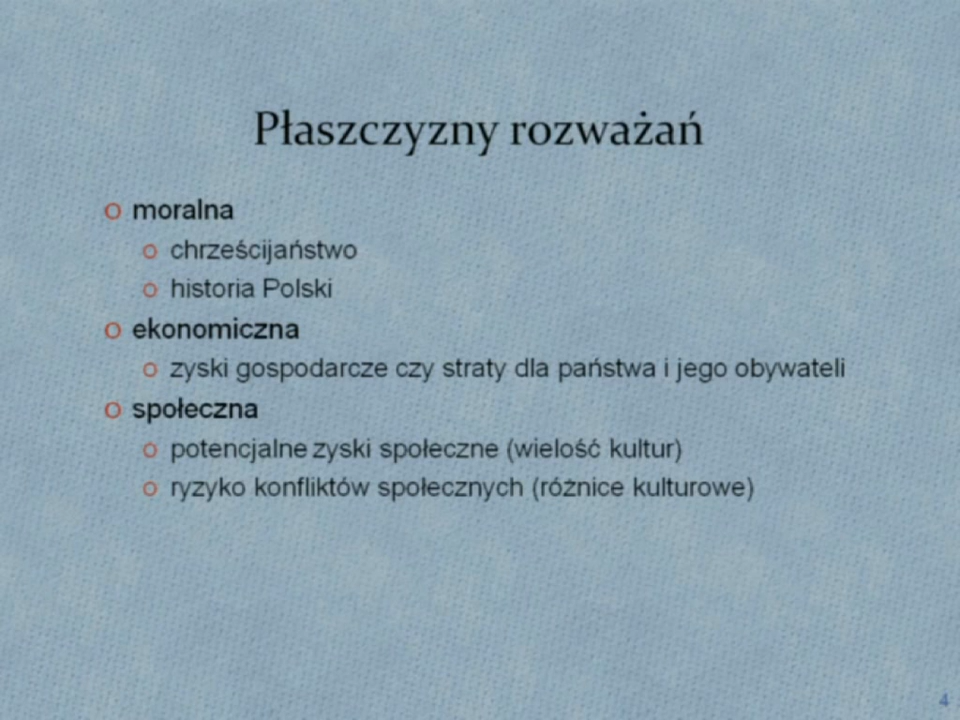 Płaszczyzny rozważań
o moralna
o chrześcijaństwo
o historia Polski
o ekonomiczna
o zyski gospodarcze czy straty dla państwa i jego obywateli
o społeczna
o potencjalne zyski społeczne (wielość kultur)
o ryzyko konfliktów społecznych (różnice kulturowe)
4